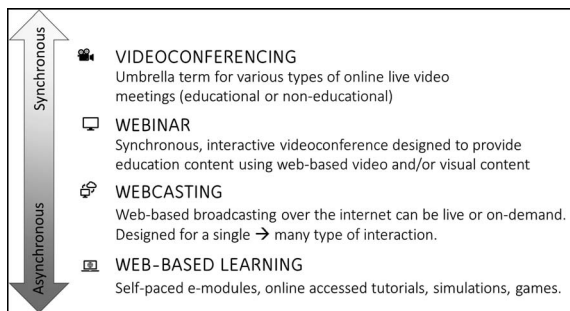 Synchronous
Asynchronous
VIDEOCONFERENCING
Umbrella term for various types of online live video
meetings (educational or non-educational)
WEBINAR
Synchronous, interactive videoconference designed to provide
education content using web-based video and/or visual content
WEBCASTING
Web-based broadcasting over the internet can be live or on-demand.
Designed for a single → many type of interaction.
WEB-BASED LEARNING
Self-paced e-modules, online accessed tutorials, simulations, games.